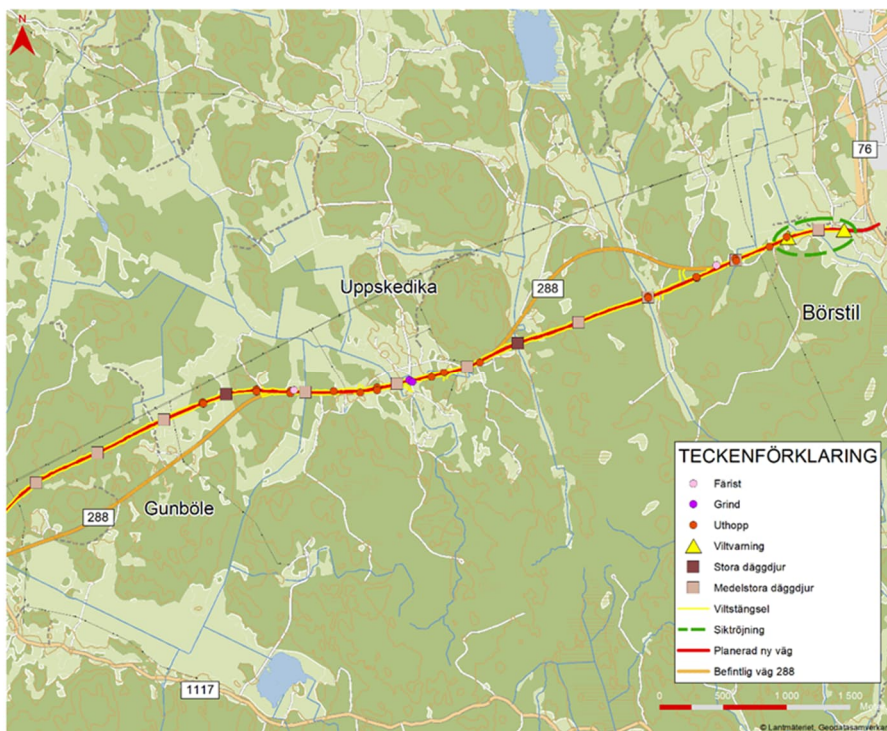 N
76
Uppskedika
288
Börstil
288
Gunböle
1117
TECKENFÖRKLARING
Färist
Grind
Uthopp
Viltvarning
Stora däggdjur
Medelstora däggdjur
Viltstängsel
Siktröjning
Planerad ny väg
Befintlig väg 288
0 500 1 000 1 500
© Lantmäteriet, Geodatasamverkan